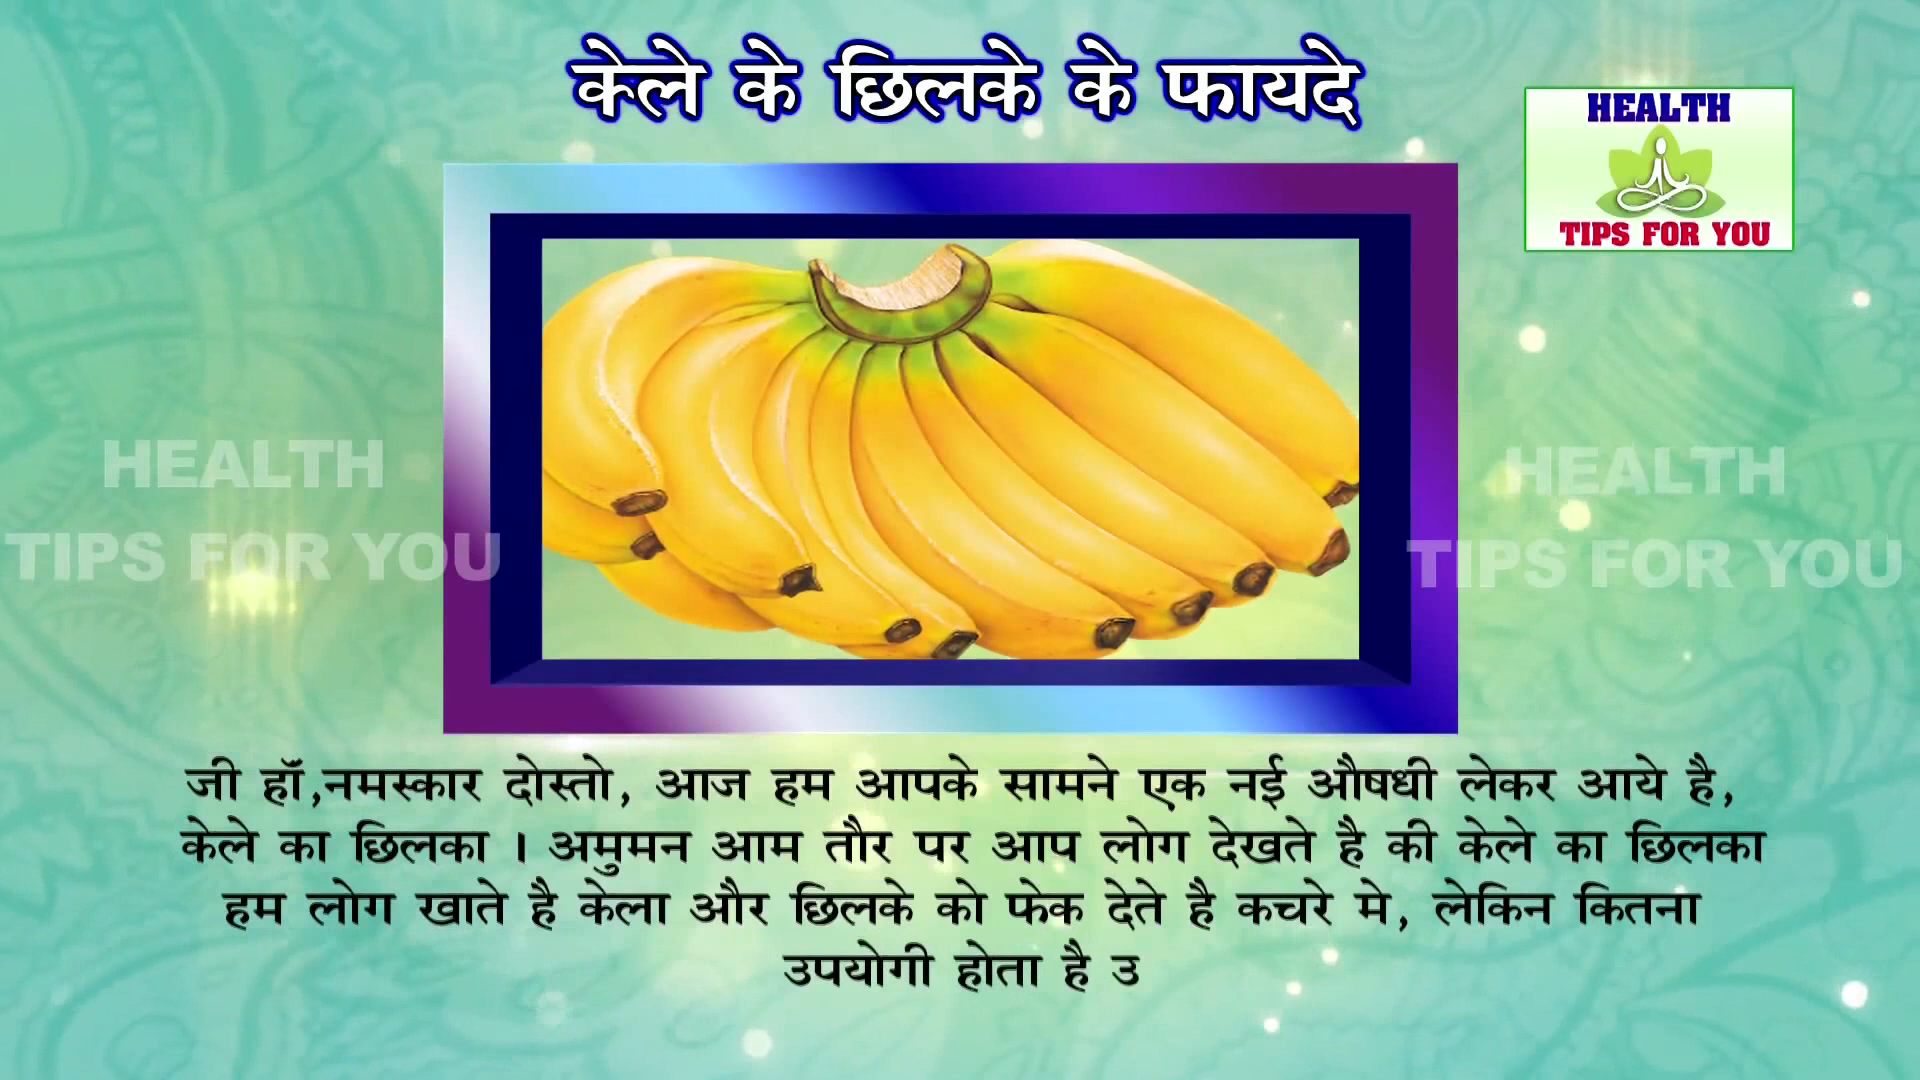 केले के छिलके के फायदे
HEALTH
TIPS FOR YOU
HEALTH
TIPS FOR YOU
HEALTH
TIPS FOR YOU
जी हॉं,नमस्कार दोस्तो, आज हम आपके सामने एक नई औषधी लेकर आये है,
केले का छिलका । अमुमन आम तौर पर आप लोग देखते है की केले का छिलका
हम लोग खाते है केला और छिलके को फेक देते है कचरे मे, लेकिन कितना
उपयोगी होता है उ